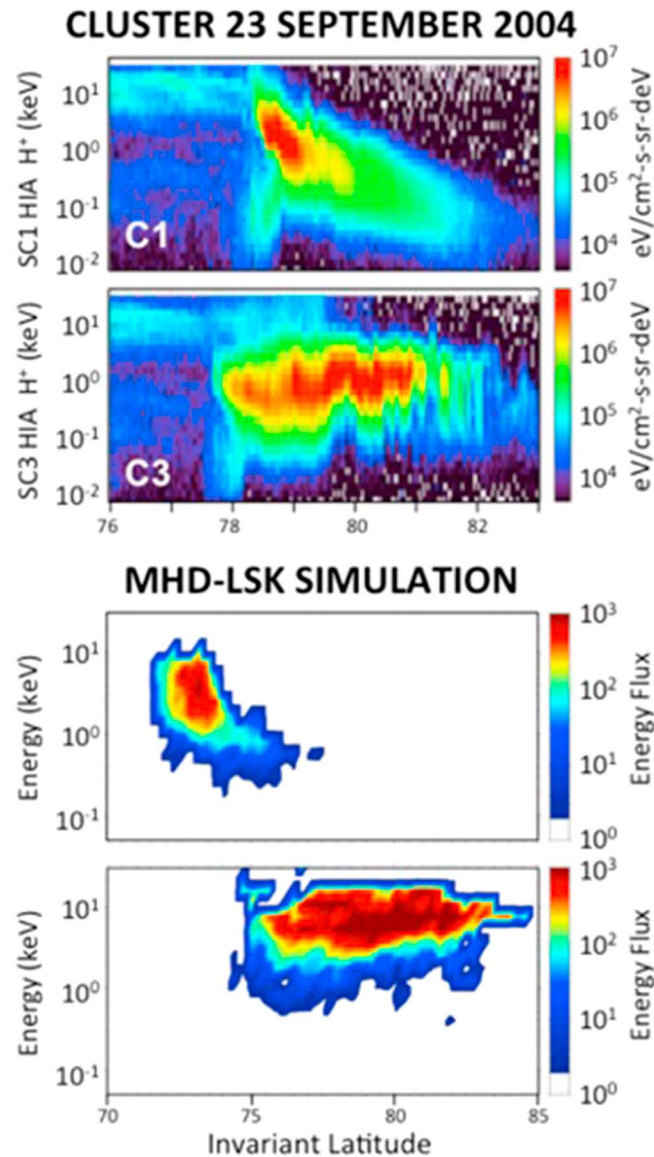 CLUSTER 23 SEPTEMBER 2004
SC1 HIA H⁺ (keV)
10¹
10⁰
10⁻¹
10⁻²
C1
10⁷
10⁶
10⁵
10⁴
eV/cm²-s-sr-deV
SC3 HIA H⁺ (keV)
10¹
10⁰
10⁻¹
10⁻²
C3
10⁷
10⁶
10⁵
10⁴
eV/cm²-s-sr-deV
76 78 80 82
MHD-LSK SIMULATION
Energy (keV)
10¹
10⁰
10⁻¹
10³
10²
10¹
10⁰
Energy Flux
Energy (keV)
10¹
10⁰
10⁻¹
10³
10²
10¹
10⁰
Energy Flux
70 75 80 85
Invariant Latitude